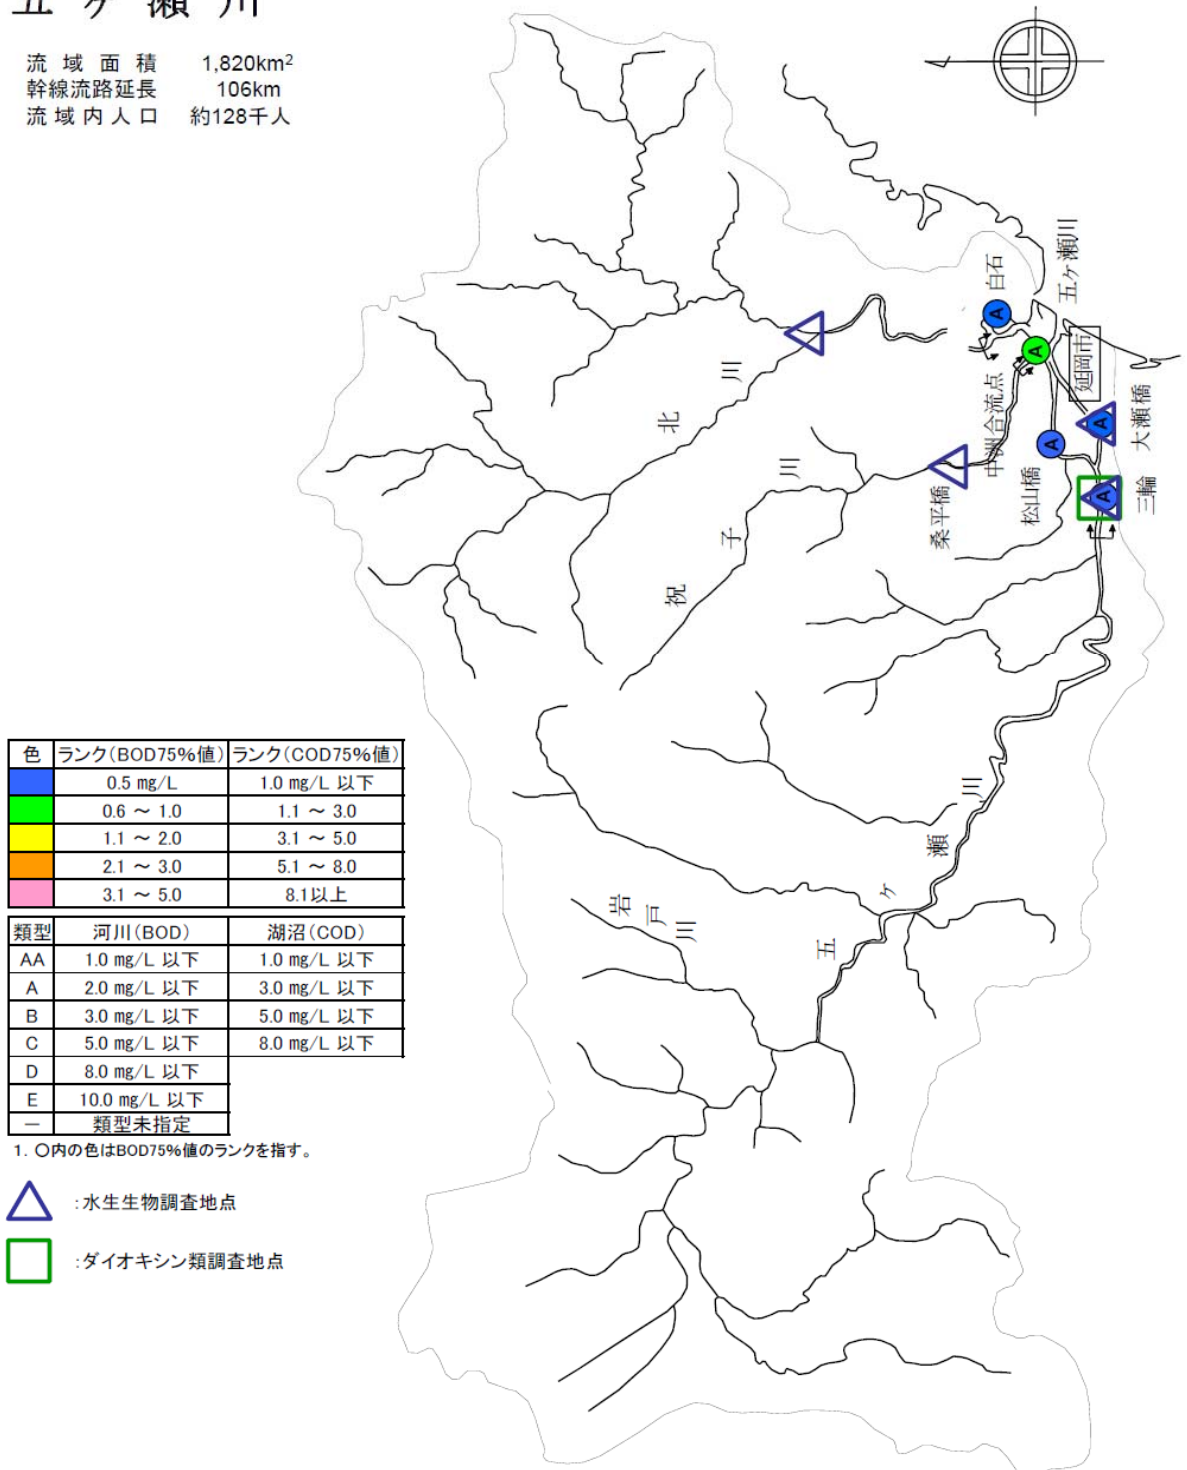 五ヶ瀬川
流域面積 1,820km²
幹線流路延長 106km
流域内人口 約128千人
五ヶ瀬川
白石
延岡市
中洲合流点
大瀬橋
松山橋
三輪
桑平橋
北川
祝子川
五ヶ瀬川
岩戸川
色 ランク(BOD75%値) ランク(COD75%値)
0.5 mg/L 1.0 mg/L 以下
0.6 ～ 1.0 1.1 ～ 3.0
1.1 ～ 2.0 3.1 ～ 5.0
2.1 ～ 3.0 5.1 ～ 8.0
3.1 ～ 5.0 8.1以上
類型 河川(BOD) 湖沼(COD)
AA 1.0 mg/L 以下 1.0 mg/L 以下
A 2.0 mg/L 以下 3.0 mg/L 以下
B 3.0 mg/L 以下 5.0 mg/L 以下
C 5.0 mg/L 以下 8.0 mg/L 以下
D 8.0 mg/L 以下
E 10.0 mg/L 以下
－ 類型未指定
1. ○内の色はBOD75%値のランクを指す。
:水生生物調査地点
:ダイオキシン類調査地点
A
A
A
A
A